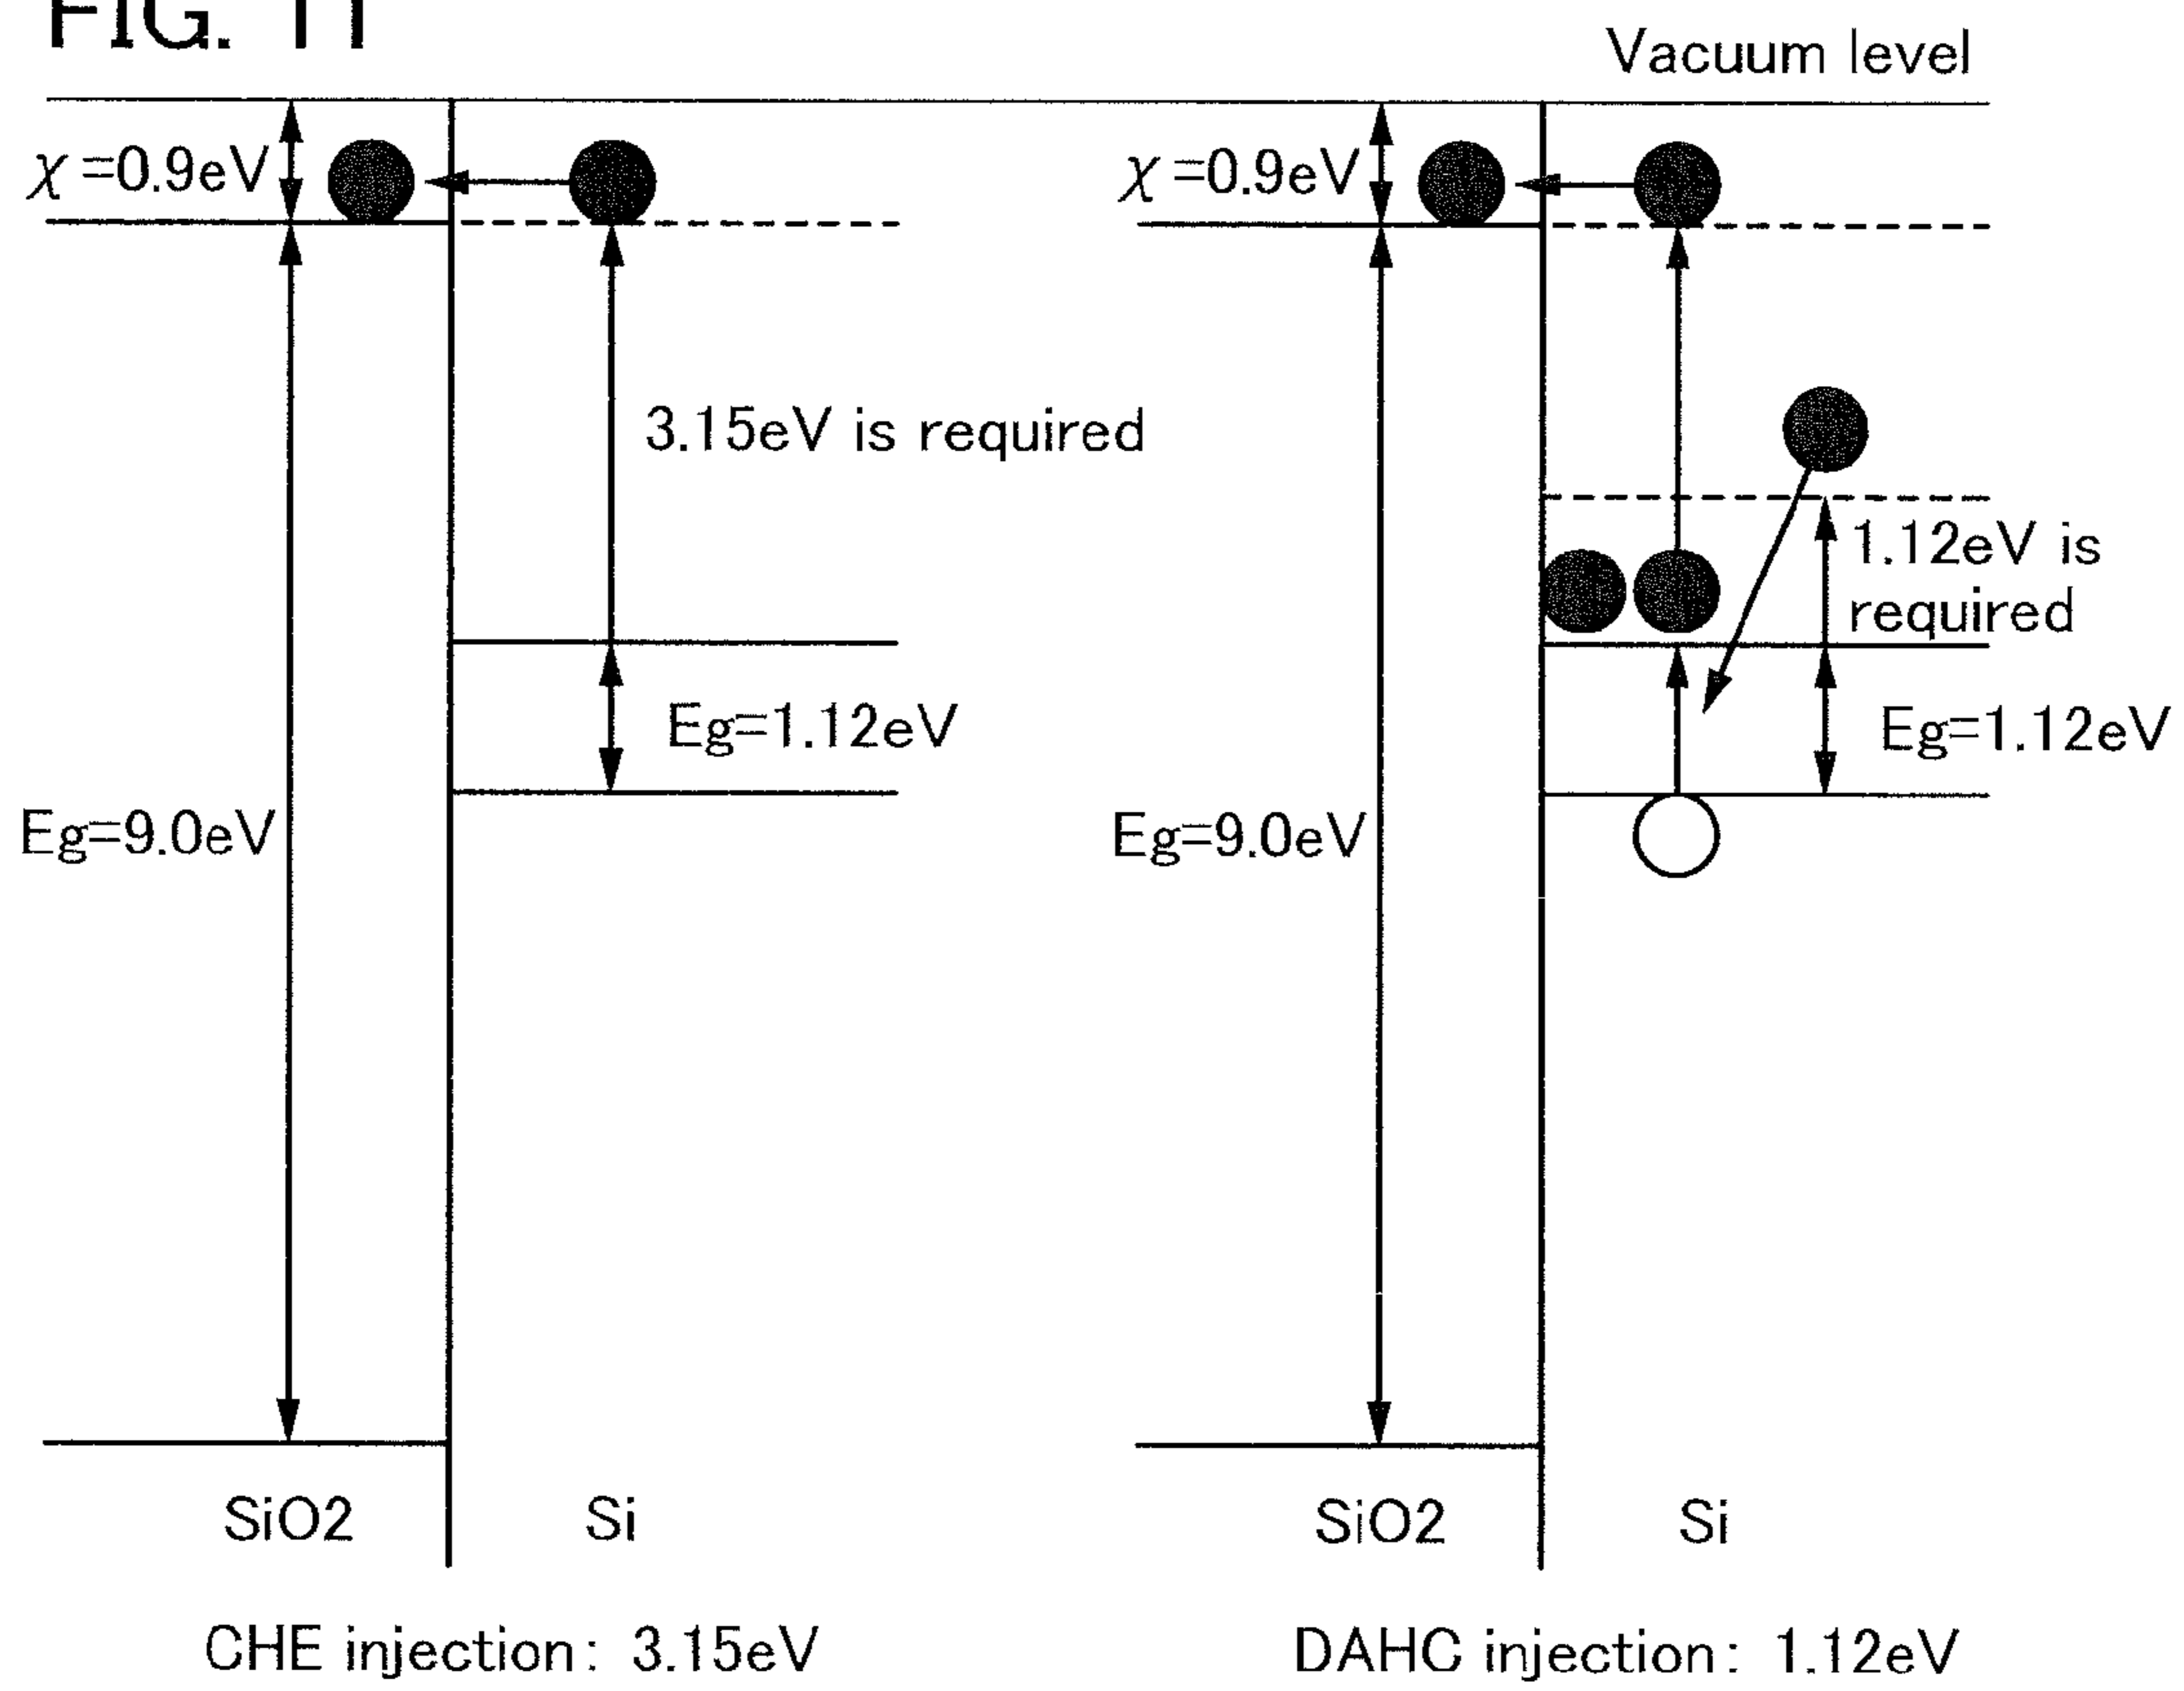 FIG. 11
Vacuum level
χ=0.9eV
χ=0.9eV
3.15eV is required
1.12eV is
required
Eg=1.12eV
Eg=1.12eV
Eg=9.0eV
Eg=9.0eV
SiO2
Si
SiO2
Si
CHE injection: 3.15eV
DAHC injection: 1.12eV